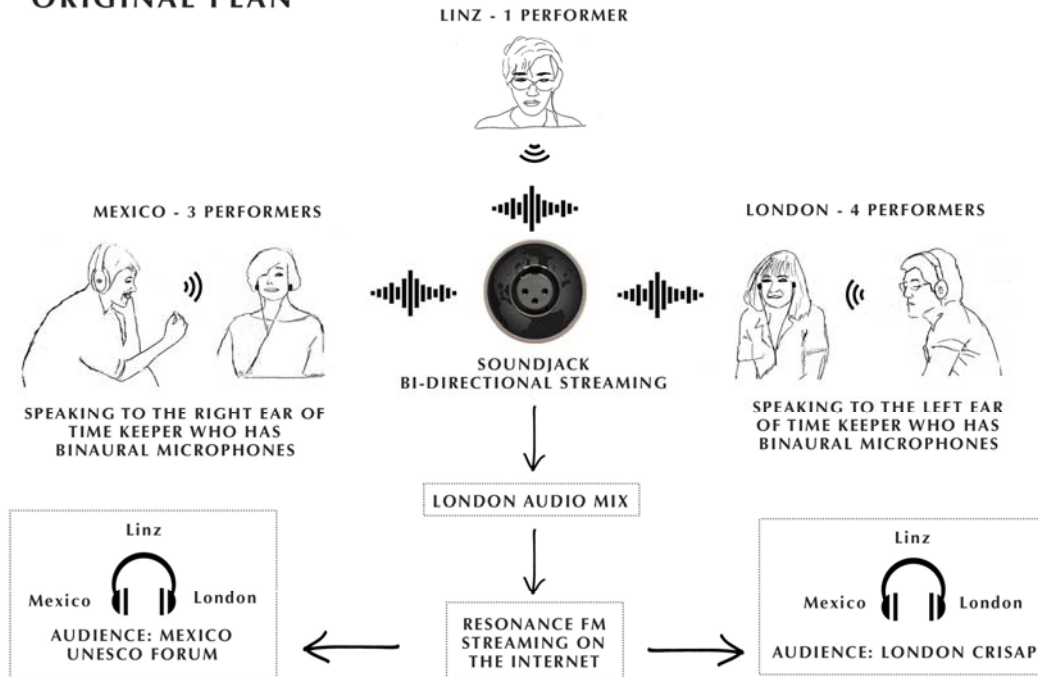 ORIGINAL PLAN
LINZ - 1 PERFORMER
MEXICO - 3 PERFORMERS
LONDON - 4 PERFORMERS
SOUNDJACK
BI-DIRECTIONAL STREAMING
SPEAKING TO THE RIGHT EAR OF
TIME KEEPER WHO HAS
BINAURAL MICROPHONES
SPEAKING TO THE LEFT EAR
OF TIME KEEPER WHO HAS
BINAURAL MICROPHONES
LONDON AUDIO MIX
Linz
Mexico
London
AUDIENCE: MEXICO
UNESCO FORUM
RESONANCE FM
STREAMING ON
THE INTERNET
Linz
Mexico
London
AUDIENCE: LONDON CRISAP